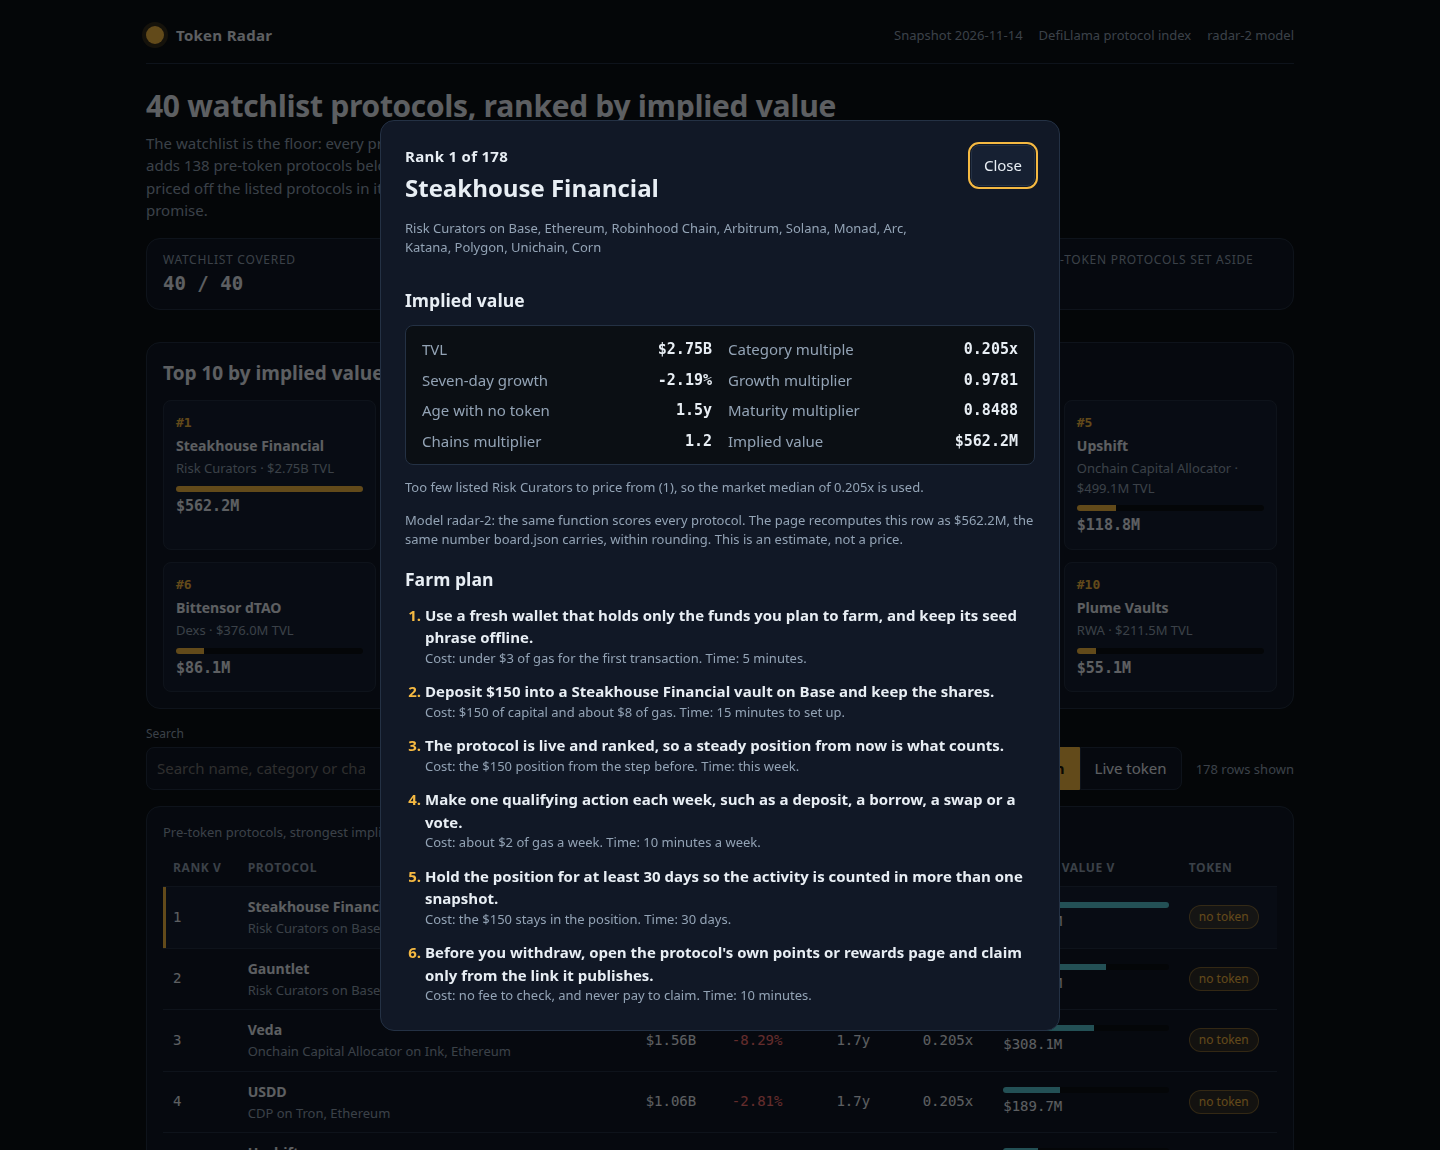 Token Radar
Snapshot 2026-11-14 DefiLlama protocol index radar-2 model
40 watchlist protocols, ranked by implied value
The watchlist is the floor: every
adds 138 pre-token protocols
priced off the listed protocols in
promise.
WATCHLIST COVERED
40 / 40
-TOKEN PROTOCOLS SET ASIDE
Top 10 by implied value
#1
Steakhouse Financial
Risk Curators · $2.75B TVL
$562.2M
#5
Upshift
Onchain Capital Allocator ·
$499.1M TVL
$118.8M
#6
Bittensor dTAO
Dexs · $376.0M TVL
$86.1M
#10
Plume Vaults
RWA · $211.5M TVL
$55.1M
Search
Search name, category or cha
Live token
178 rows shown
Pre-token protocols, strongest
RANK V PROTOCOL VALUE V TOKEN
1
Steakhouse
Risk Curators on Base
no token
2
Gauntlet
Risk Curators on Base
no token
3
Veda
Onchain Capital Allocator on Ink, Ethereum
$1.56B -8.29% 1.7y 0.205x $308.1M no token
4
USDD
CDP on Tron, Ethereum
$1.06B -2.81% 1.7y 0.205x $189.7M no token
Rank 1 of 178
Close
Steakhouse Financial
Risk Curators on Base, Ethereum, Robinhood Chain, Arbitrum, Solana, Monad, Arc,
Katana, Polygon, Unichain, Corn
Implied value
TVL $2.75B Category multiple 0.205x
Seven-day growth -2.19% Growth multiplier 0.9781
Age with no token 1.5y Maturity multiplier 0.8488
Chains multiplier 1.2 Implied value $562.2M
Too few listed Risk Curators to price from (1), so the market median of 0.205x is used.
Model radar-2: the same function scores every protocol. The page recomputes this row as $562.2M, the
same number board.json carries, within rounding. This is an estimate, not a price.
Farm plan
1. Use a fresh wallet that holds only the funds you plan to farm, and keep its seed
phrase offline.
Cost: under $3 of gas for the first transaction. Time: 5 minutes.
2. Deposit $150 into a Steakhouse Financial vault on Base and keep the shares.
Cost: $150 of capital and about $8 of gas. Time: 15 minutes to set up.
3. The protocol is live and ranked, so a steady position from now is what counts.
Cost: the $150 position from the step before. Time: this week.
4. Make one qualifying action each week, such as a deposit, a borrow, a swap or a
vote.
Cost: about $2 of gas a week. Time: 10 minutes a week.
5. Hold the position for at least 30 days so the activity is counted in more than one
snapshot.
Cost: the $150 stays in the position. Time: 30 days.
6. Before you withdraw, open the protocol's own points or rewards page and claim
only from the link it publishes.
Cost: no fee to check, and never pay to claim. Time: 10 minutes.